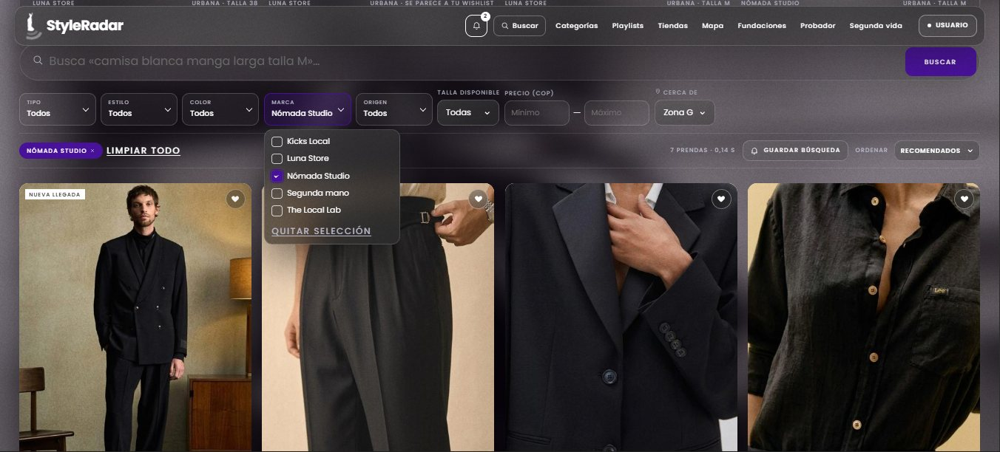 LUNA STORE
URBANA · TALLA 38
LUNA STORE
URBANA · SE PARECE A TU WISHLIST
LUNA STORE
URBANA · TALLA M
NÓMADA STUDIO
URBANA · TALLA M
StyleRadar
2
Buscar
Categorías
Playlists
Tiendas
Mapa
Fundaciones
Probador
Segunda vida
USUARIO
Busca «camisa blanca manga larga talla M»...
BUSCAR
TIPO
Todos
ESTILO
Todos
COLOR
Todos
MARCA
Nómada Studio
ORIGEN
Todos
TALLA DISPONIBLE
Todas
PRECIO (COP)
Mínimo
—
Máximo
CERCA DE
Zona G
NÓMADA STUDIO ×
LIMPIAR TODO
7 PRENDAS · 0,14 S
GUARDAR BÚSQUEDA
ORDENAR
RECOMENDADOS
Kicks Local
Luna Store
Nómada Studio
Segunda mano
The Local Lab
QUITAR SELECCIÓN
NUEVA LLEGADA
Lee